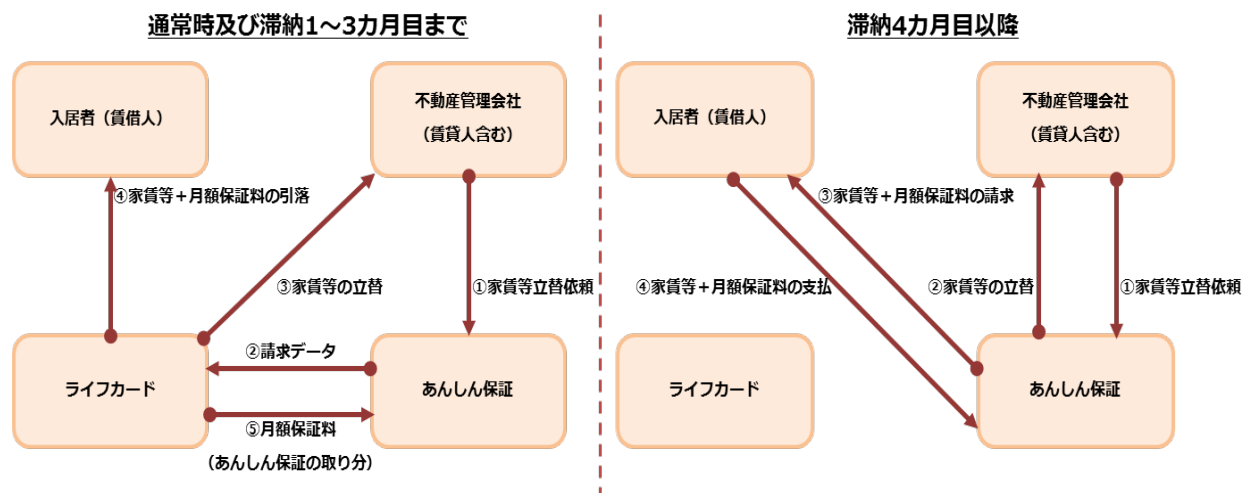 通常時及び滞納1～3カ月目まで
入居者（賃借人）
不動産管理会社
（賃貸人含む）
④家賃等＋月額保証料の引落
③家賃等の立替
①家賃等立替依頼
②請求データ
ライフカード
あんしん保証
⑤月額保証料
（あんしん保証の取り分）
滞納4カ月目以降
入居者（賃借人）
不動産管理会社
（賃貸人含む）
③家賃等＋月額保証料の請求
④家賃等＋月額保証料の支払
②家賃等の立替
①家賃等立替依頼
ライフカード
あんしん保証